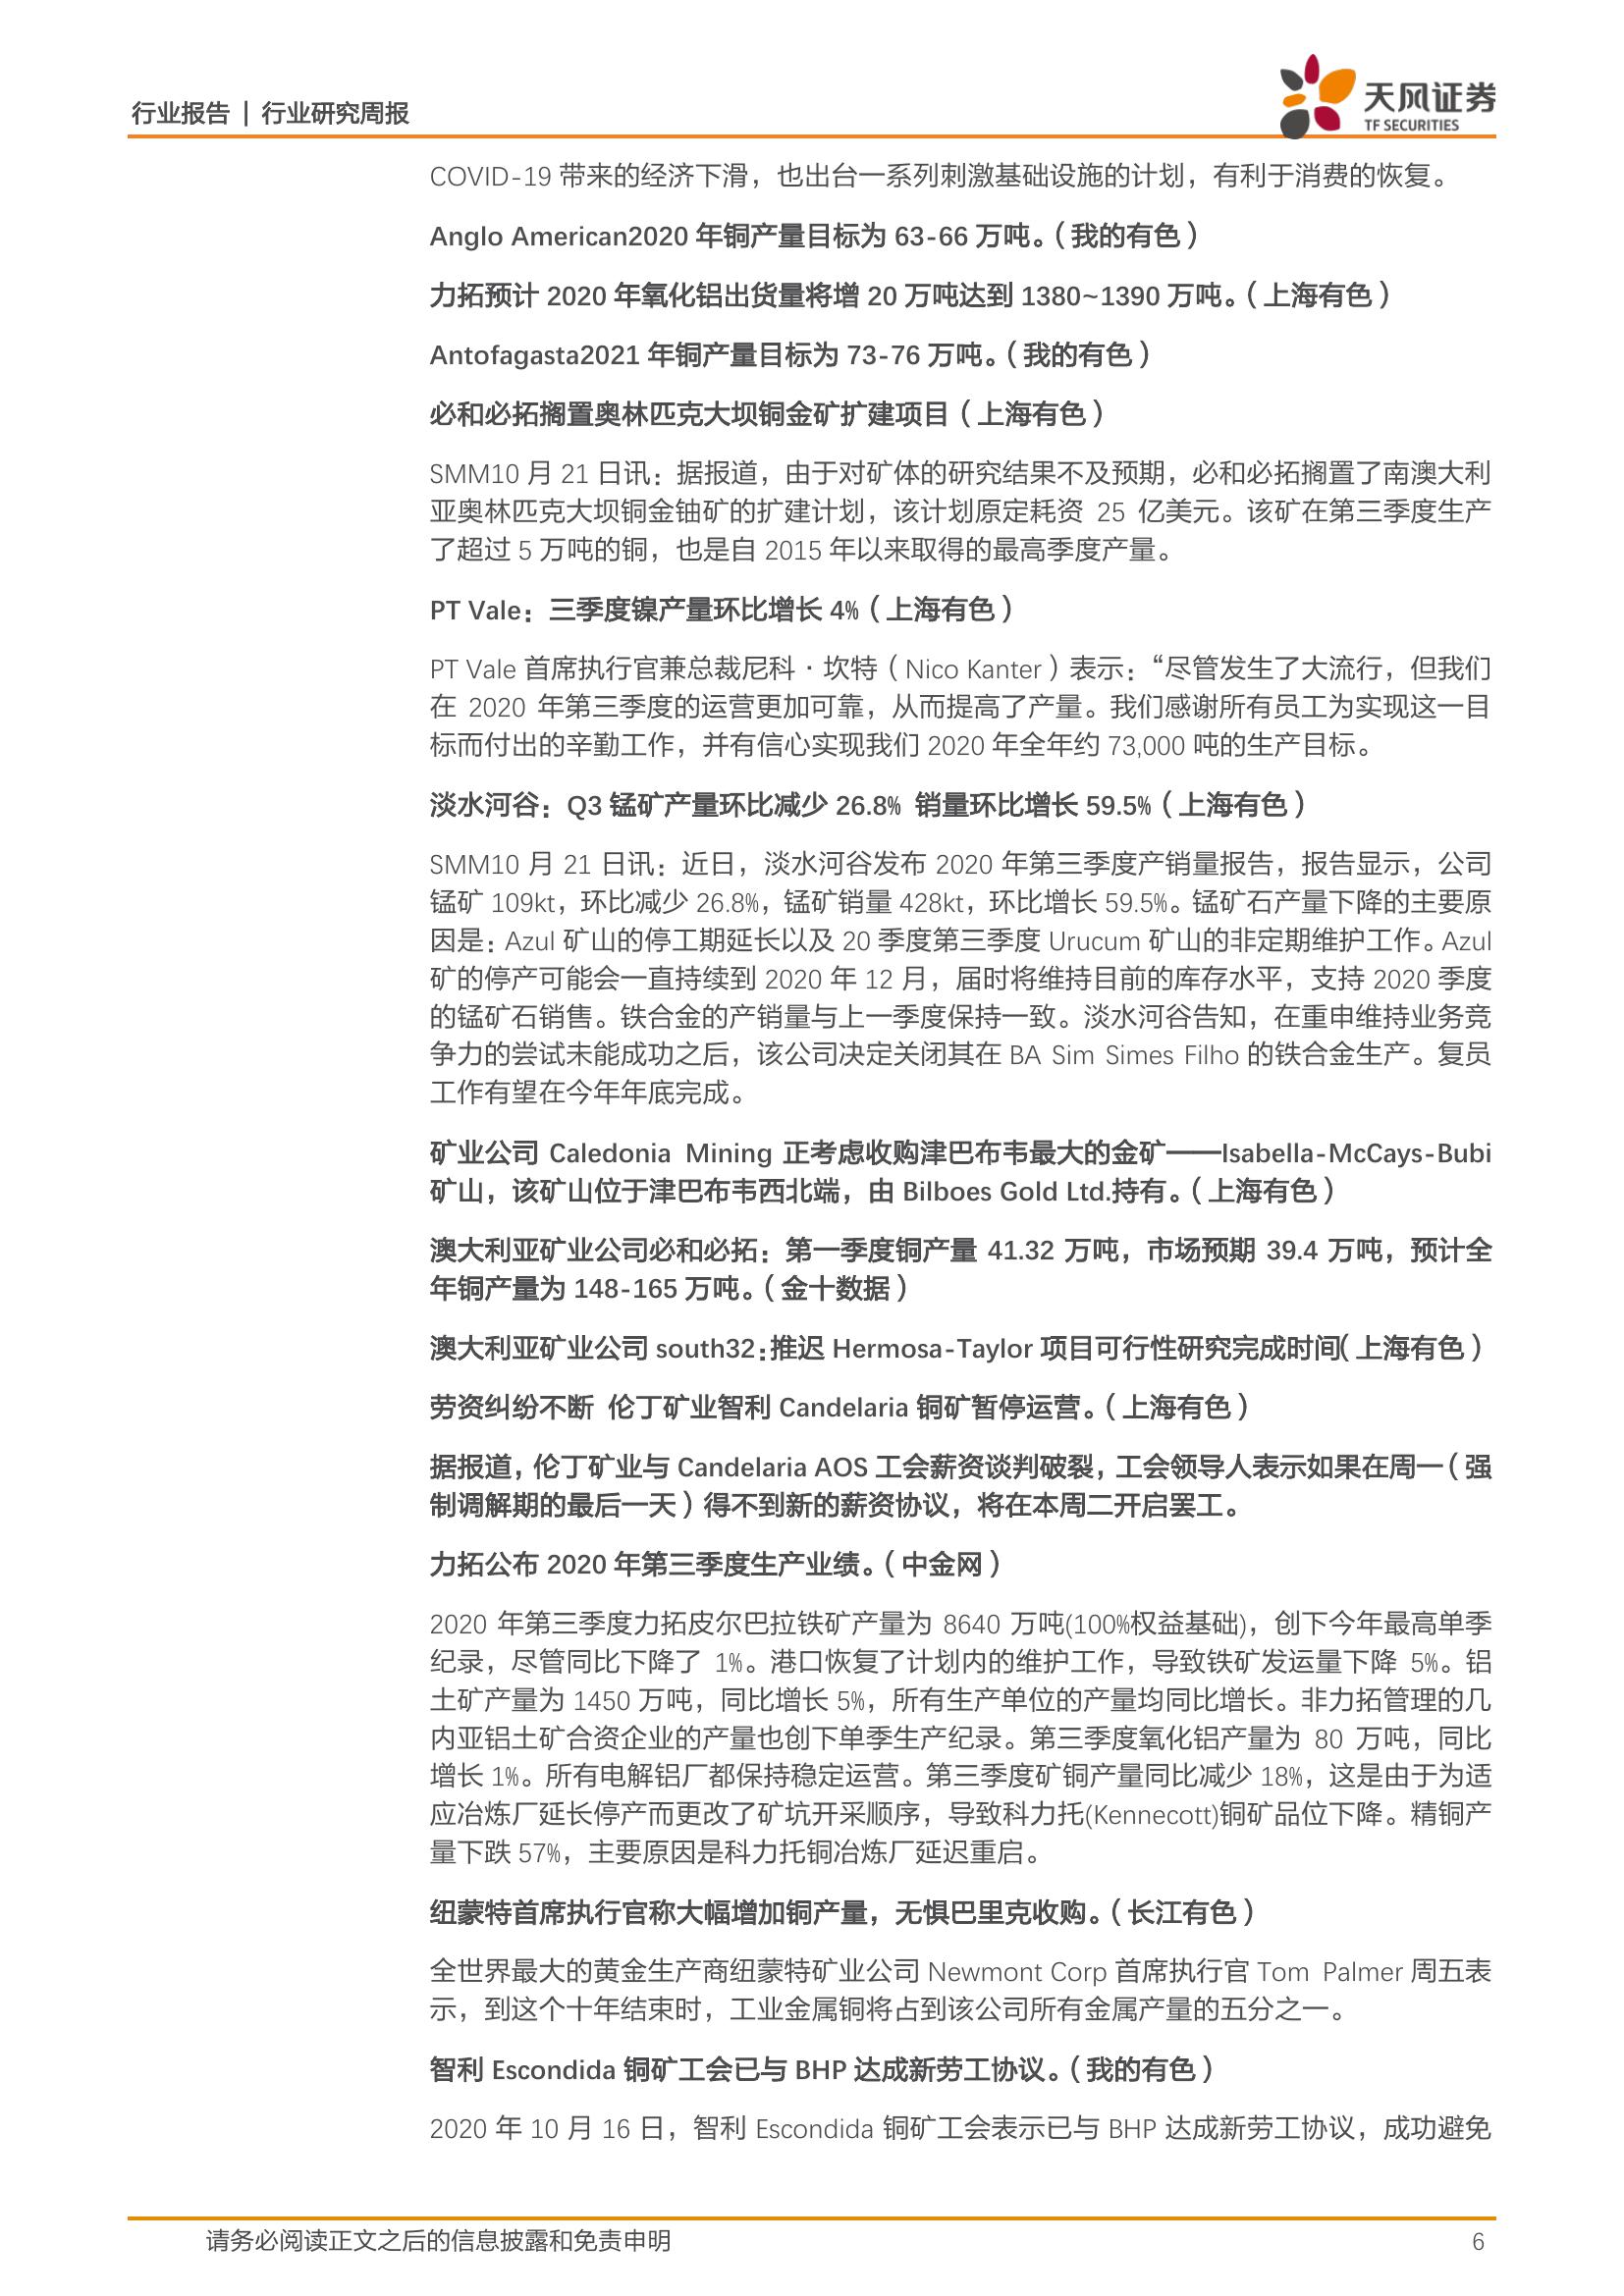 行业报告 | 行业研究周报
天风证券
TF SECURITIES
COVID-19 带来的经济下滑，也出台一系列刺激基础设施的计划，有利于消费的恢复。
Anglo American2020 年铜产量目标为 63-66 万吨。（我的有色）
力拓预计 2020 年氧化铝出货量将增 20 万吨达到 1380~1390 万吨。（上海有色）
Antofagasta2021 年铜产量目标为 73-76 万吨。（我的有色）
必和必拓搁置奥林匹克大坝铜金矿扩建项目（上海有色）
SMM10 月 21 日讯：据报道，由于对矿体的研究结果不及预期，必和必拓搁置了南澳大利
亚奥林匹克大坝铜金铀矿的扩建计划，该计划原定耗资 25 亿美元。该矿在第三季度生产
了超过 5 万吨的铜，也是自 2015 年以来取得的最高季度产量。
PT Vale：三季度镍产量环比增长 4%（上海有色）
PT Vale 首席执行官兼总裁尼科·坎特（Nico Kanter）表示：“尽管发生了大流行，但我们
在 2020 年第三季度的运营更加可靠，从而提高了产量。我们感谢所有员工为实现这一目
标而付出的辛勤工作，并有信心实现我们 2020 年全年约 73,000 吨的生产目标。
淡水河谷：Q3 锰矿产量环比减少 26.8% 销量环比增长 59.5%（上海有色）
SMM10 月 21 日讯：近日，淡水河谷发布 2020 年第三季度产销量报告，报告显示，公司
锰矿 109kt，环比减少 26.8%，锰矿销量 428kt，环比增长 59.5%。锰矿石产量下降的主要原
因是：Azul 矿山的停工期延长以及 20 季度第三季度 Urucum 矿山的非定期维护工作。Azul
矿的停产可能会一直持续到 2020 年 12 月，届时将维持目前的库存水平，支持 2020 季度
的锰矿石销售。铁合金的产销量与上一季度保持一致。淡水河谷告知，在重申维持业务竞
争力的尝试未能成功之后，该公司决定关闭其在 BA Sim Simes Filho 的铁合金生产。复员
工作有望在今年年底完成。
矿业公司 Caledonia Mining 正考虑收购津巴布韦最大的金矿——Isabella-McCays-Bubi
矿山，该矿山位于津巴布韦西北端，由 Bilboes Gold Ltd.持有。（上海有色）
澳大利亚矿业公司必和必拓：第一季度铜产量 41.32 万吨，市场预期 39.4 万吨，预计全
年铜产量为 148-165 万吨。（金十数据）
澳大利亚矿业公司 south32：推迟 Hermosa-Taylor 项目可行性研究完成时间（上海有色）
劳资纠纷不断 伦丁矿业智利 Candelaria 铜矿暂停运营。（上海有色）
据报道，伦丁矿业与 Candelaria AOS 工会薪资谈判破裂，工会领导人表示如果在周一（强
制调解期的最后一天）得不到新的薪资协议，将在本周二开启罢工。
力拓公布 2020 年第三季度生产业绩。（中金网）
2020 年第三季度力拓皮尔巴拉铁矿产量为 8640 万吨(100%权益基础)，创下今年最高单季
纪录，尽管同比下降了 1%。港口恢复了计划内的维护工作，导致铁矿发运量下降 5%。铝
土矿产量为 1450 万吨，同比增长 5%，所有生产单位的产量均同比增长。非力拓管理的几
内亚铝土矿合资企业的产量也创下单季生产纪录。第三季度氧化铝产量为 80 万吨，同比
增长 1%。所有电解铝厂都保持稳定运营。第三季度矿铜产量同比减少 18%，这是由于为适
应冶炼厂延长停产而更改了矿坑开采顺序，导致科力托(Kennecott)铜矿品位下降。精铜产
量下跌 57%，主要原因是科力托铜冶炼厂延迟重启。
纽蒙特首席执行官称大幅增加铜产量，无惧巴里克收购。（长江有色）
全世界最大的黄金生产商纽蒙特矿业公司 Newmont Corp 首席执行官 Tom Palmer 周五表
示，到这个十年结束时，工业金属铜将占到该公司所有金属产量的五分之一。
智利 Escondida 铜矿工会已与 BHP 达成新劳工协议。（我的有色）
2020 年 10 月 16 日，智利 Escondida 铜矿工会表示已与 BHP 达成新劳工协议，成功避免
请务必阅读正文之后的信息披露和免责申明
6